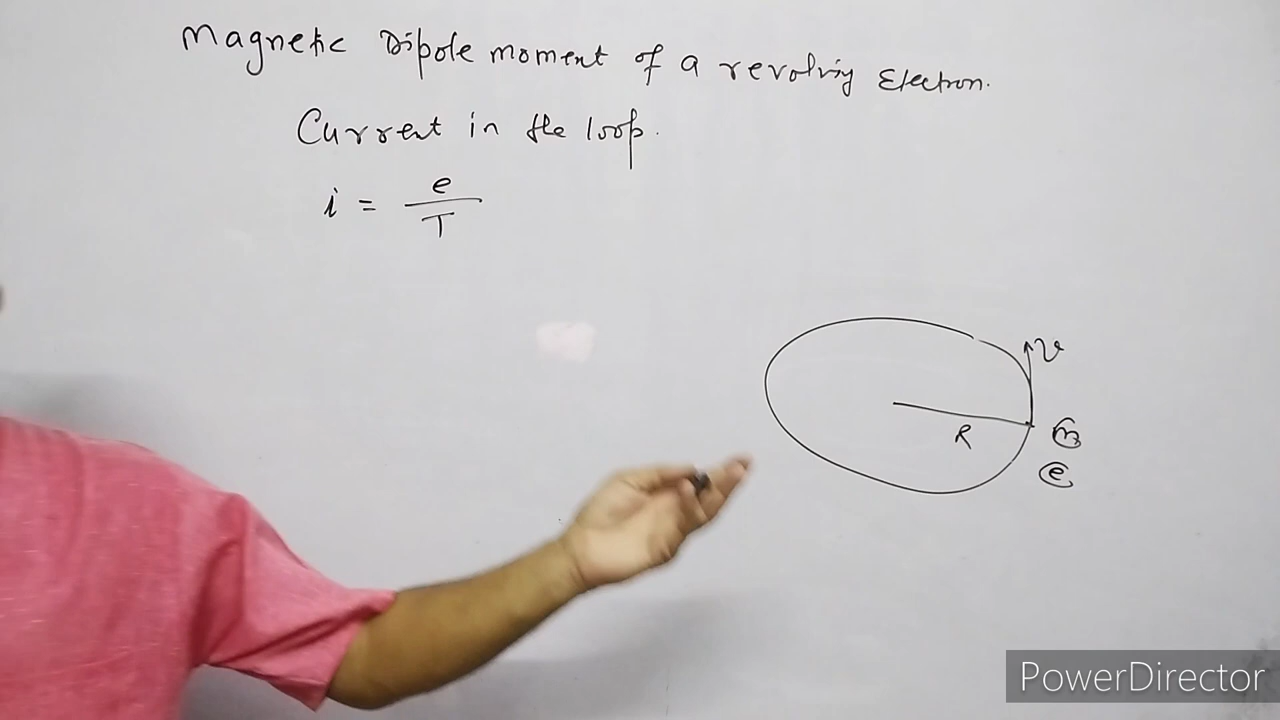 Magnetic Dipole moment of a revolving Electron.
Current in the loop.
i = e / T
v
R
m
e
PowerDirector